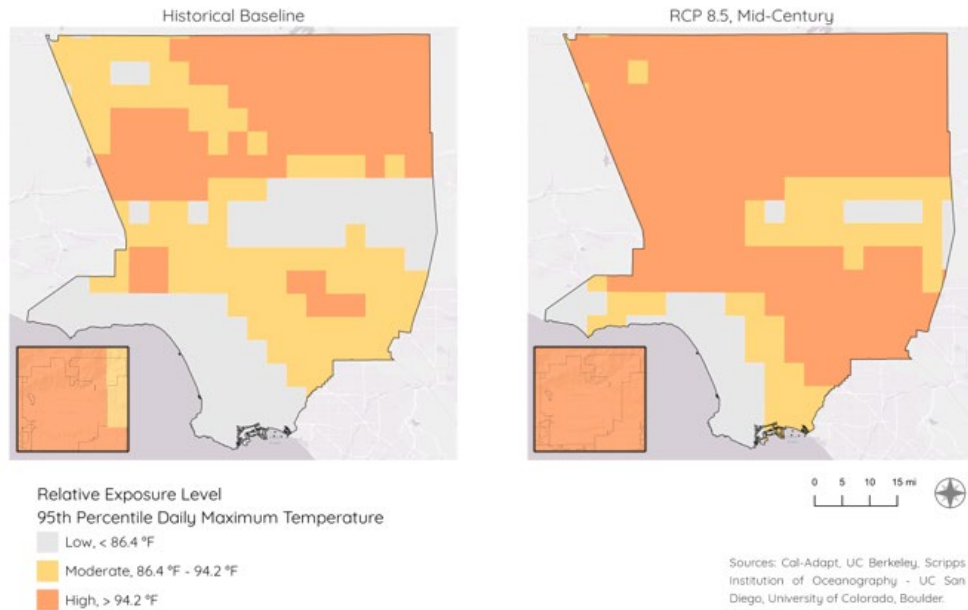 Historical Baseline
RCP 8.5, Mid-Century
Relative Exposure Level
95th Percentile Daily Maximum Temperature
Low, < 86.4 °F
Moderate, 86.4 °F - 94.2 °F
High, > 94.2 °F
0 5 10 15 mi
Sources: Cal-Adapt, UC Berkeley, Scripps
Institution of Oceanography - UC San
Diego, University of Colorado, Boulder.